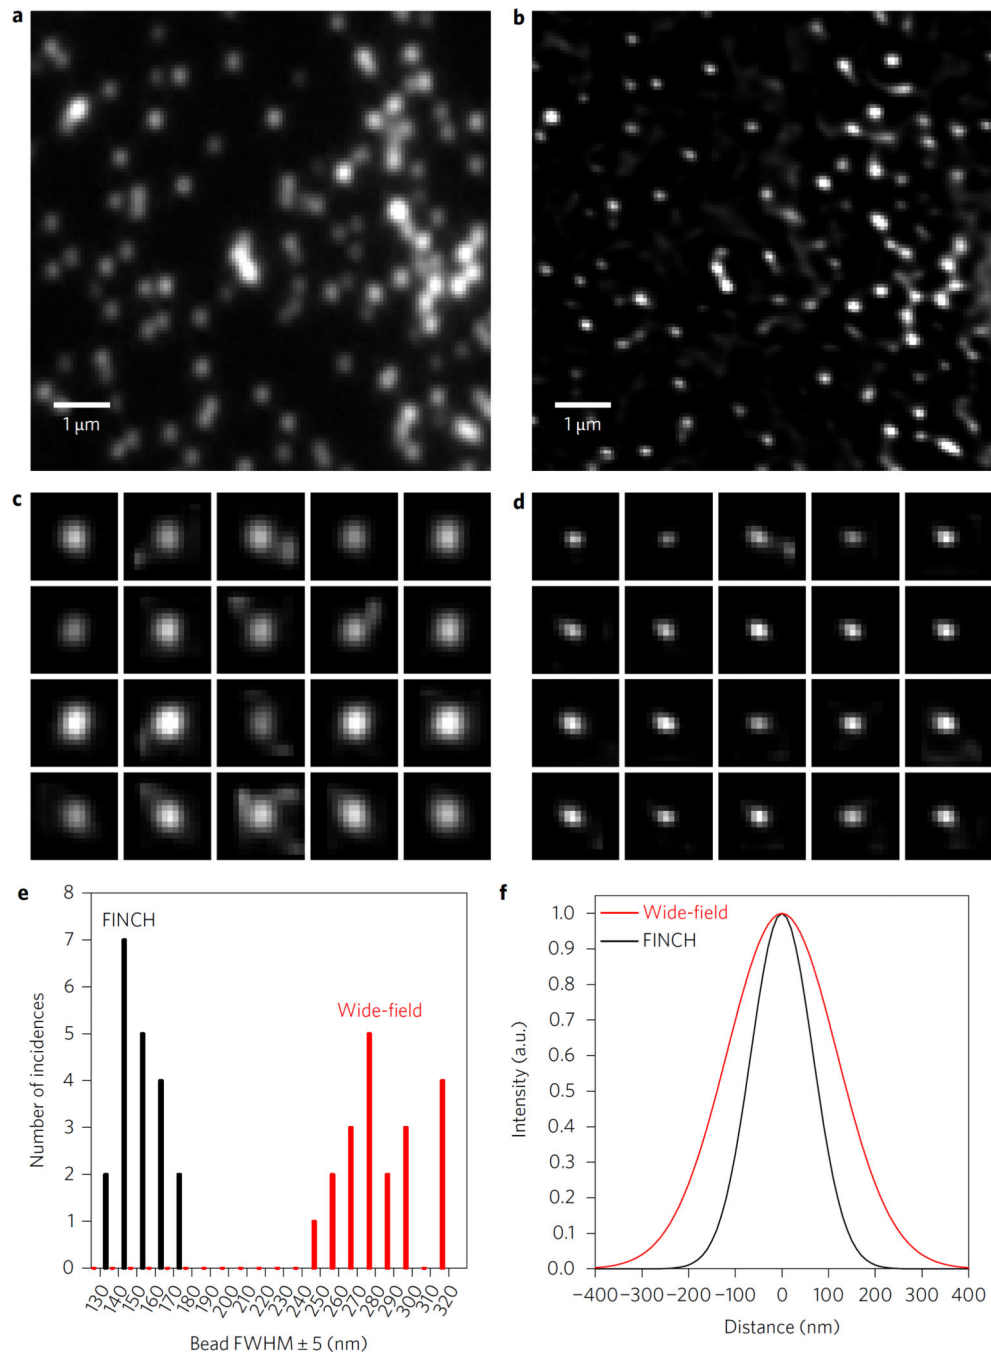 a
b
1 μm
1 μm
c
d
e
f
8
7
6
5
4
3
2
1
0
FINCH
Wide-field
Number of incidences
130
140
150
160
170
180
190
200
210
220
230
240
250
260
270
280
290
300
310
320
Bead FWHM ± 5 (nm)
Wide-field
FINCH
1.0
0.9
0.8
0.7
0.6
0.5
0.4
0.3
0.2
0.1
0.0
Intensity (a.u.)
−400 −300 −200 −100 0 100 200 300 400
Distance (nm)